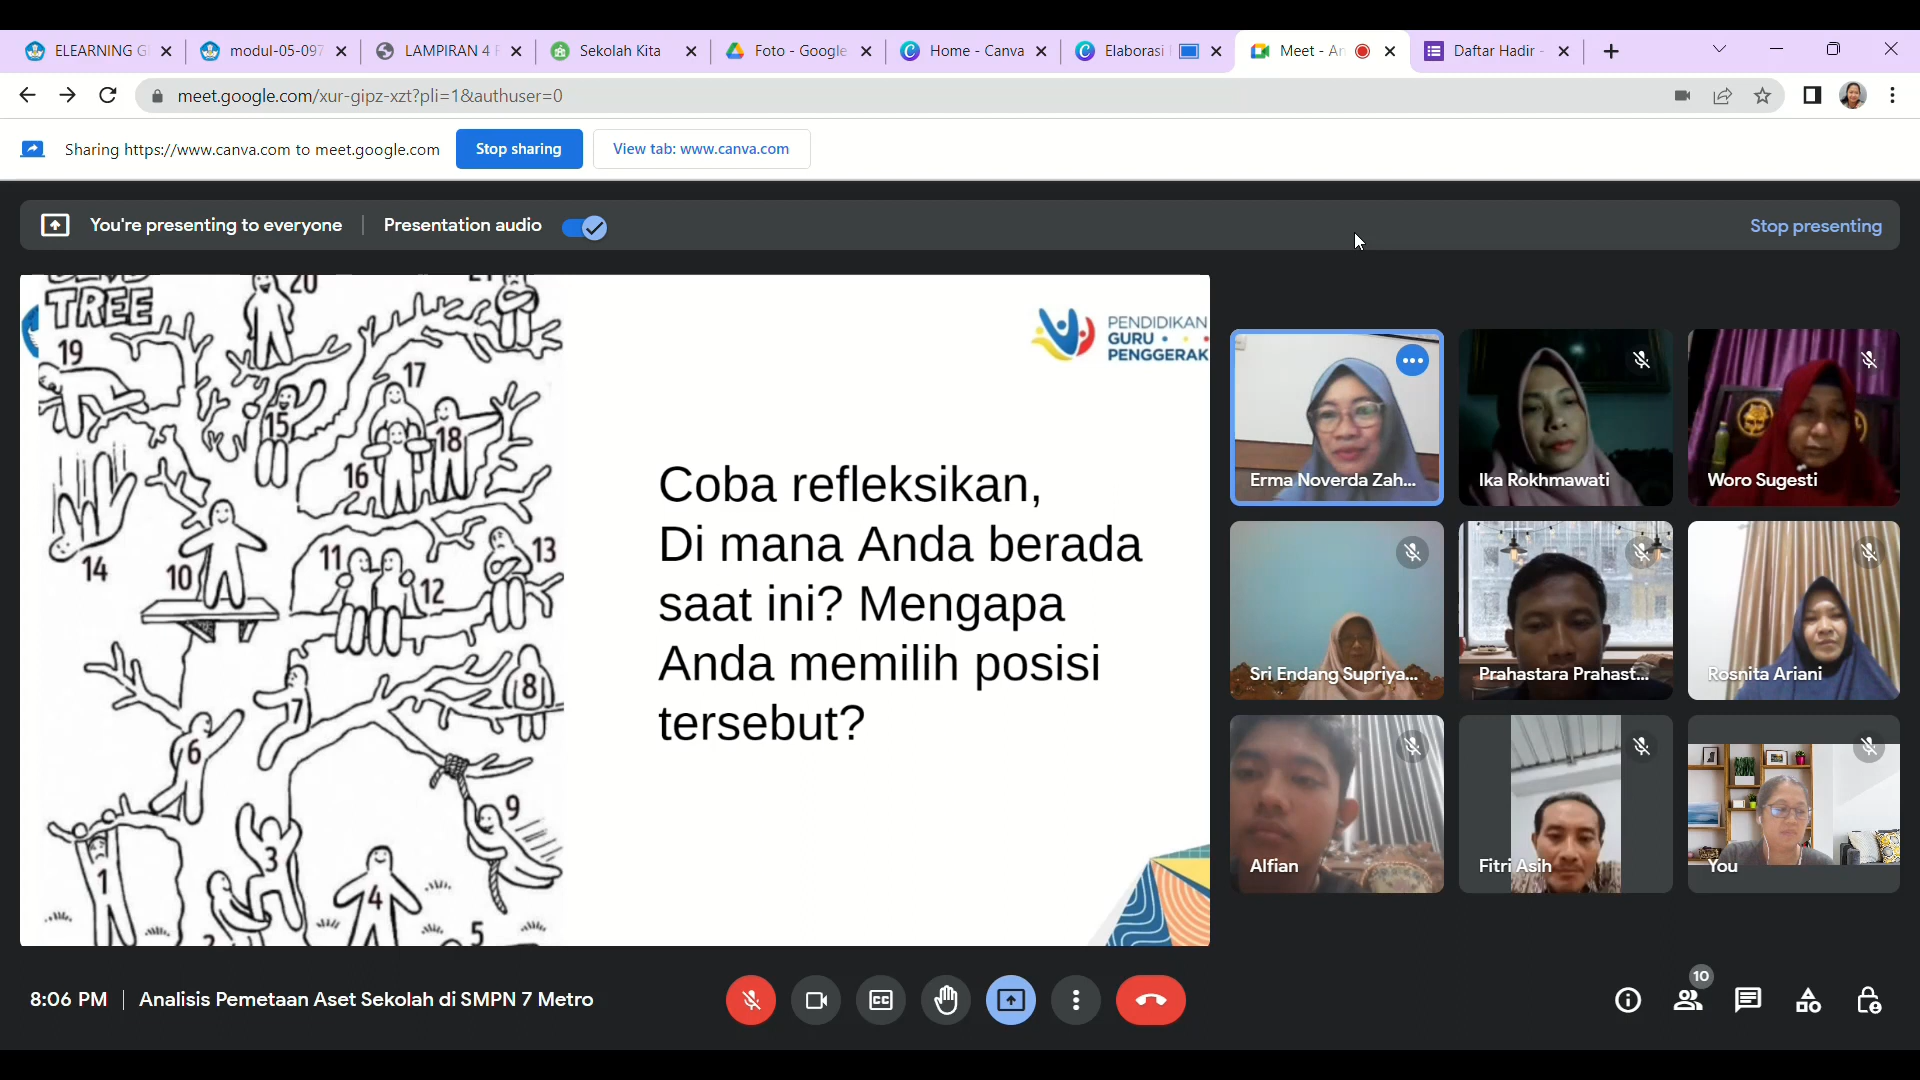 ELEARNING G
modul-05-097
LAMPIRAN 4 F
Sekolah Kita
Foto - Google
Home - Canva
Elaborasi
Meet - An
Daftar Hadir -
meet.google.com/xur-gipz-xzt?pli=1&authuser=0
Sharing https://www.canva.com to meet.google.com
Stop sharing
View tab: www.canva.com
You're presenting to everyone
Presentation audio
Stop presenting
TREE
20
19
17
15
18
16
14
10
11
12
13
8
7
6
9
3
1
4
2
5
PENDIDIKAN
GURU
PENGGERAK
Coba refleksikan,
Di mana Anda berada
saat ini? Mengapa
Anda memilih posisi
tersebut?
Erma Noverda Zah...
Ika Rokhmawati
Woro Sugesti
Sri Endang Supriya...
Prahastara Prahast...
Rosnita Ariani
Alfian
Fitri Asih
You
8:06 PM
Analisis Pemetaan Aset Sekolah di SMPN 7 Metro
10